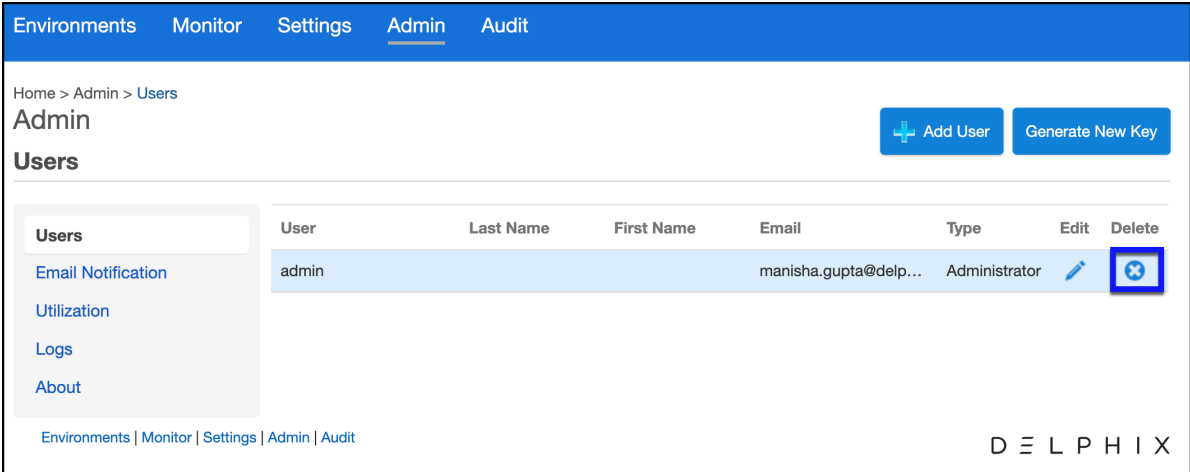 Environments Monitor Settings Admin Audit
Home > Admin > Users
Admin
Add User Generate New Key
Users
User Last Name First Name Email Type Edit Delete
admin manisha.gupta@delp... Administrator
Users
Email Notification
Utilization
Logs
About
Environments | Monitor | Settings | Admin | Audit
DELPHIX